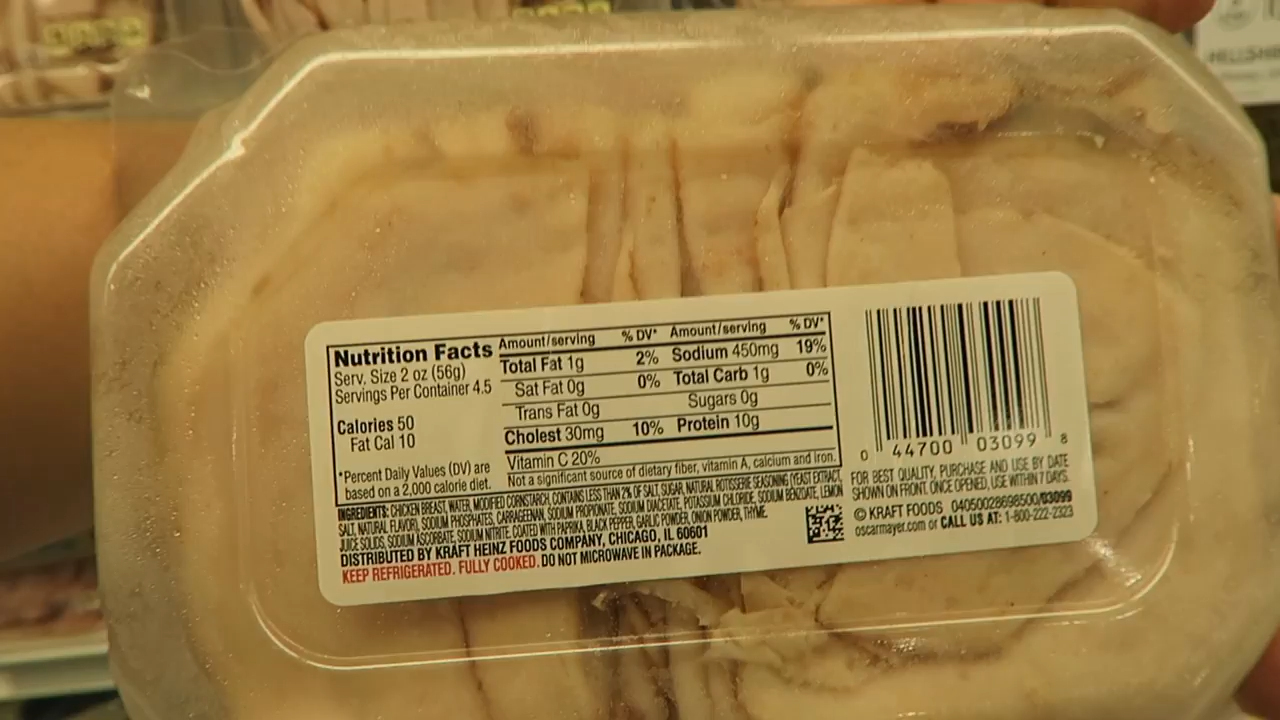 Nutrition Facts
Serv. Size 2 oz (56g)
Servings Per Container 4.5
Calories 50
Fat Cal 10
*Percent Daily Values (DV) are
based on a 2,000 calorie diet.
Amount/serving % DV* Amount/serving % DV*
Total Fat 1g 2% Sodium 450mg 19%
Sat Fat 0g 0% Total Carb 1g 0%
Trans Fat 0g Sugars 0g
Cholest 30mg 10% Protein 10g
Vitamin C 20%
Not a significant source of dietary fiber, vitamin A, calcium and iron.
INGREDIENTS: CHICKEN BREAST, WATER, MODIFIED CORNSTARCH, CONTAINS LESS THAN 2% OF SALT, SUGAR, NATURAL ROTISSERIE SEASONING (YEAST EXTRACT,
SALT, NATURAL FLAVOR), SODIUM PHOSPHATES, CARRAGEENAN, SODIUM PROPIONATE, SODIUM DIACETATE, POTASSIUM CHLORIDE, SODIUM BENZOATE, LEMON
JUICE SOLIDS, SODIUM ASCORBATE, SODIUM NITRITE. COATED WITH PAPRIKA, BLACK PEPPER, GARLIC POWDER, ONION POWDER, THYME.
DISTRIBUTED BY KRAFT HEINZ FOODS COMPANY, CHICAGO, IL 60601
KEEP REFRIGERATED. FULLY COOKED. DO NOT MICROWAVE IN PACKAGE.
0 44700 03099 8
FOR BEST QUALITY, PURCHASE AND USE BY DATE
SHOWN ON FRONT. ONCE OPENED, USE WITHIN 7 DAYS.
© KRAFT FOODS 04050028698500/03099
oscarmayer.com or CALL US AT: 1-800-222-2323